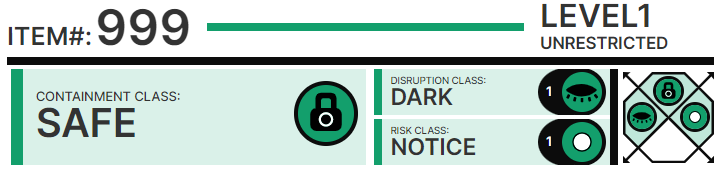 ITEM#: 999
LEVEL1
UNRESTRICTED
CONTAINMENT CLASS:
SAFE
DISRUPTION CLASS:
DARK
1
RISK CLASS:
NOTICE
1